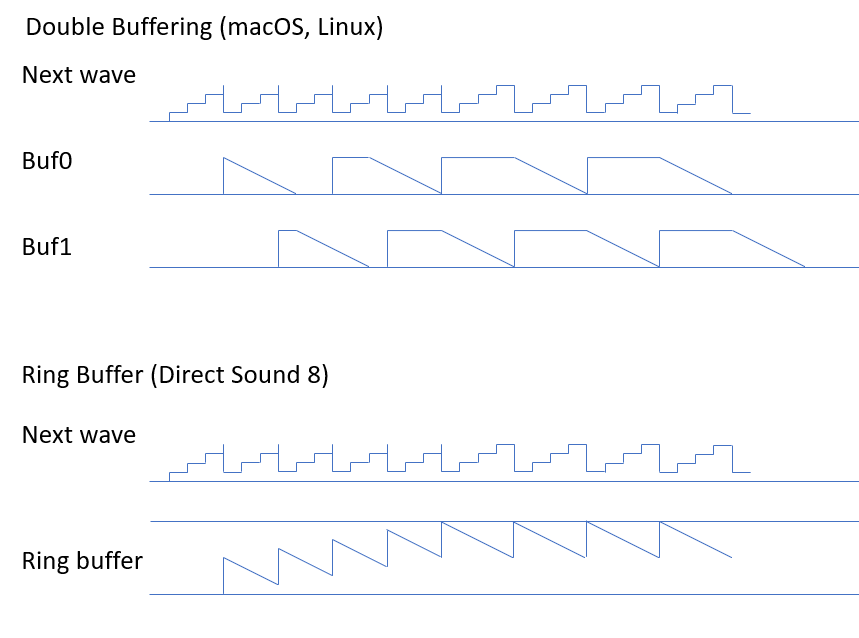 Double Buffering (macOS, Linux)
Next wave
Buf0
Buf1
Ring Buffer (Direct Sound 8)
Next wave
Ring buffer